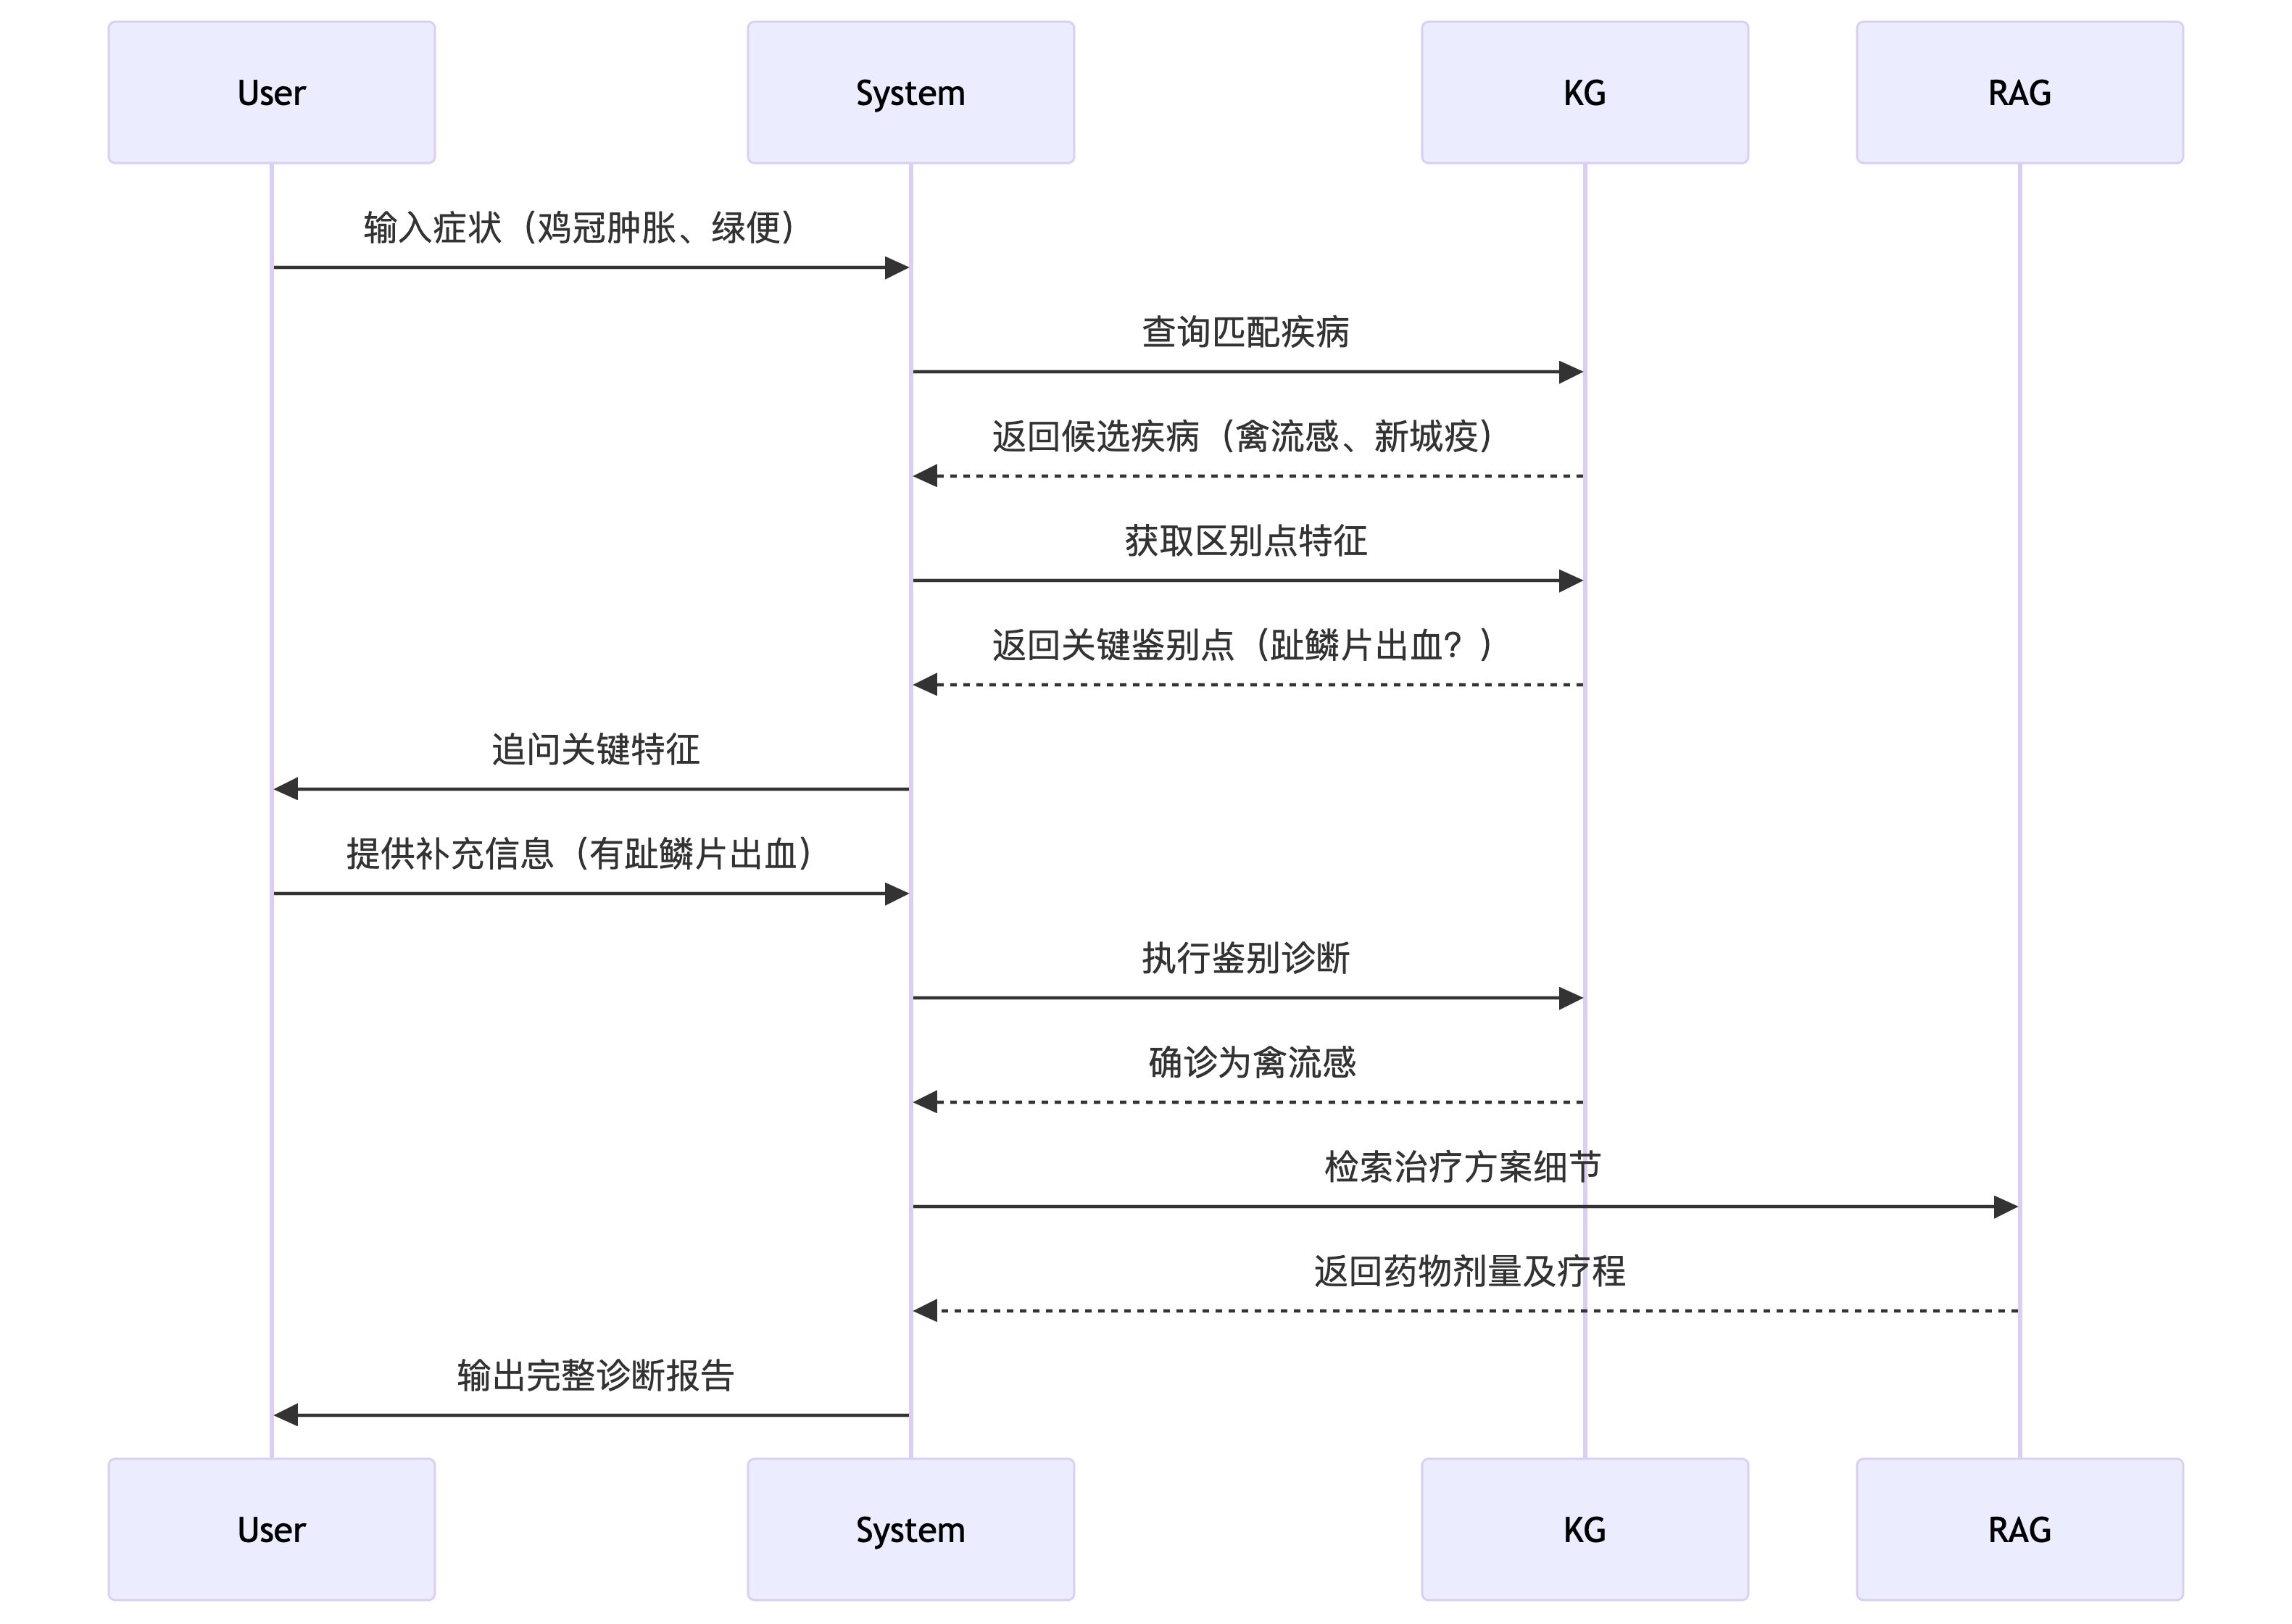 User System KG RAG
输入症状（鸡冠肿胀、绿便）
查询匹配疾病
返回候选疾病（禽流感、新城疫）
获取区别点特征
返回关键鉴别点（趾鳞片出血？）
追问关键特征
提供补充信息（有趾鳞片出血）
执行鉴别诊断
确诊为禽流感
检索治疗方案细节
返回药物剂量及疗程
输出完整诊断报告
User System KG RAG